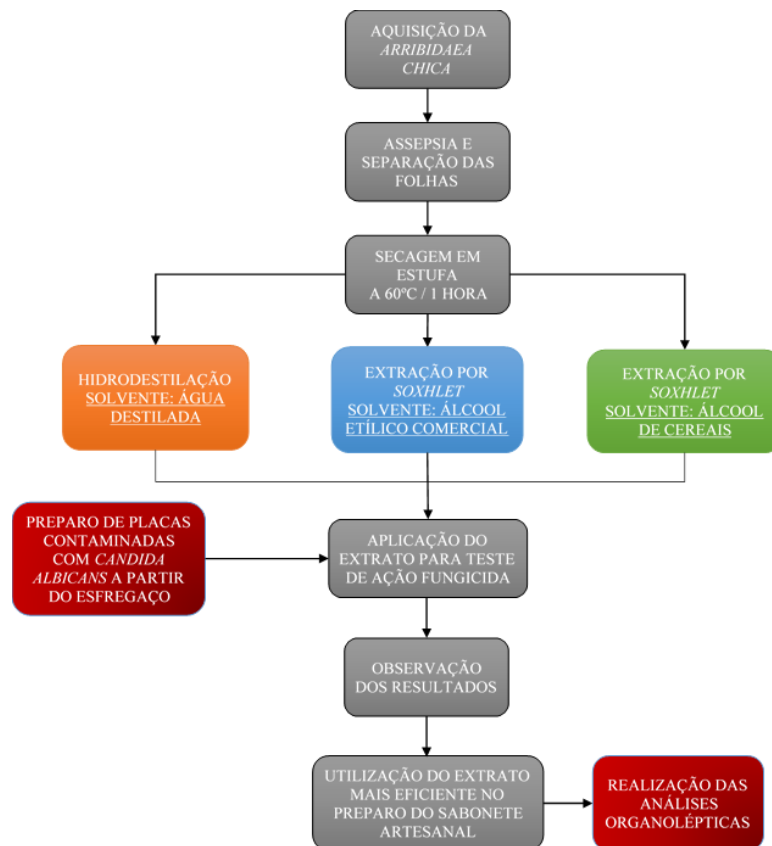 AQUISIÇÃO DA
ARRIBIDAEA
CHICA
ASSEPSIA E
SEPARAÇÃO DAS
FOLHAS
SECAGEM EM
ESTUFA
A 60ºC / 1 HORA
HIDRODESTILAÇÃO
SOLVENTE: ÁGUA
DESTILADA
EXTRAÇÃO POR
SOXHLET
SOLVENTE: ÁLCOOL
ETÍLICO COMERCIAL
EXTRAÇÃO POR
SOXHLET
SOLVENTE: ÁLCOOL
DE CEREAIS
PREPARO DE PLACAS
CONTAMINADAS
COM CANDIDA
ALBICANS A PARTIR
DO ESFREGAÇO
APLICAÇÃO DO
EXTRATO PARA TESTE
DE AÇÃO FUNGICIDA
OBSERVAÇÃO
DOS RESULTADOS
UTILIZAÇÃO DO EXTRATO
MAIS EFICIENTE NO
PREPARO DO SABONETE
ARTESANAL
REALIZAÇÃO DAS
ANÁLISES
ORGANOLÉPTICAS